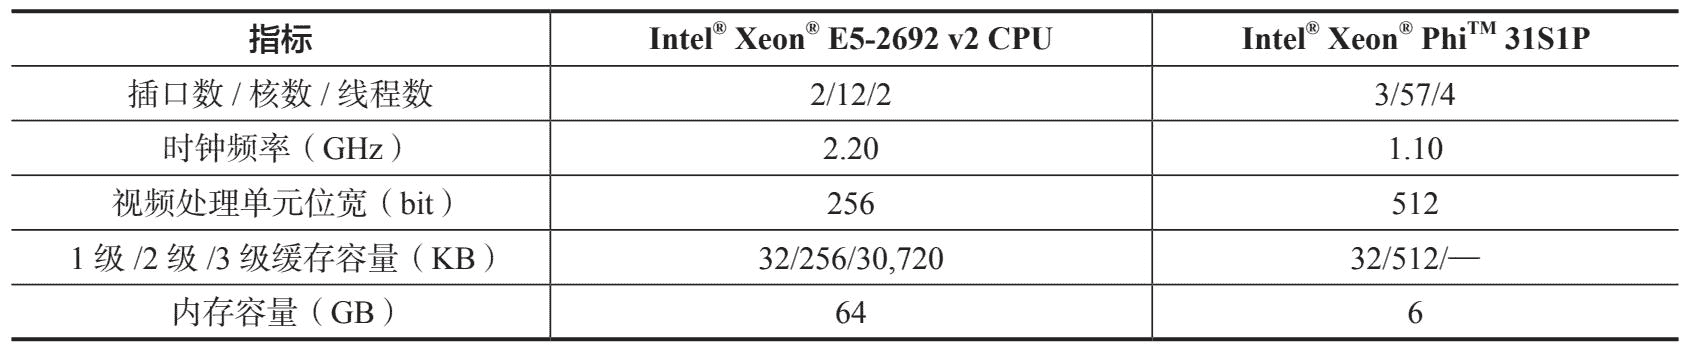 指标 Intel® Xeon® E5-2692 v2 CPU Intel® Xeon® Phi™ 31S1P
插口数 / 核数 / 线程数 2/12/2 3/57/4
时钟频率（GHz） 2.20 1.10
视频处理单元位宽（bit） 256 512
1 级 /2 级 /3 级缓存容量（KB） 32/256/30,720 32/512/—
内存容量（GB） 64 6